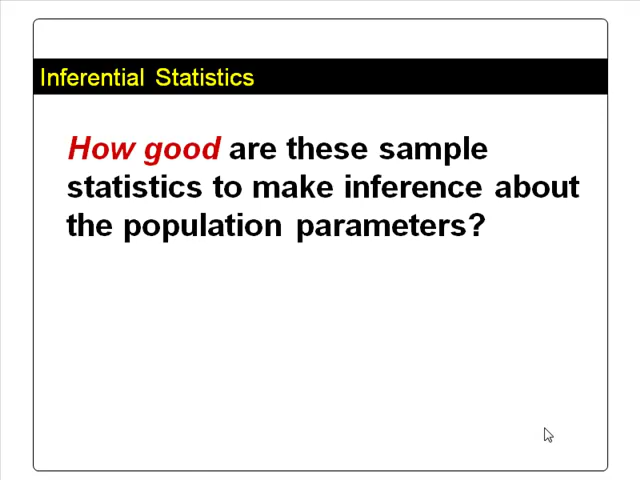 Inferential Statistics
How good are these sample
statistics to make inference about
the population parameters?